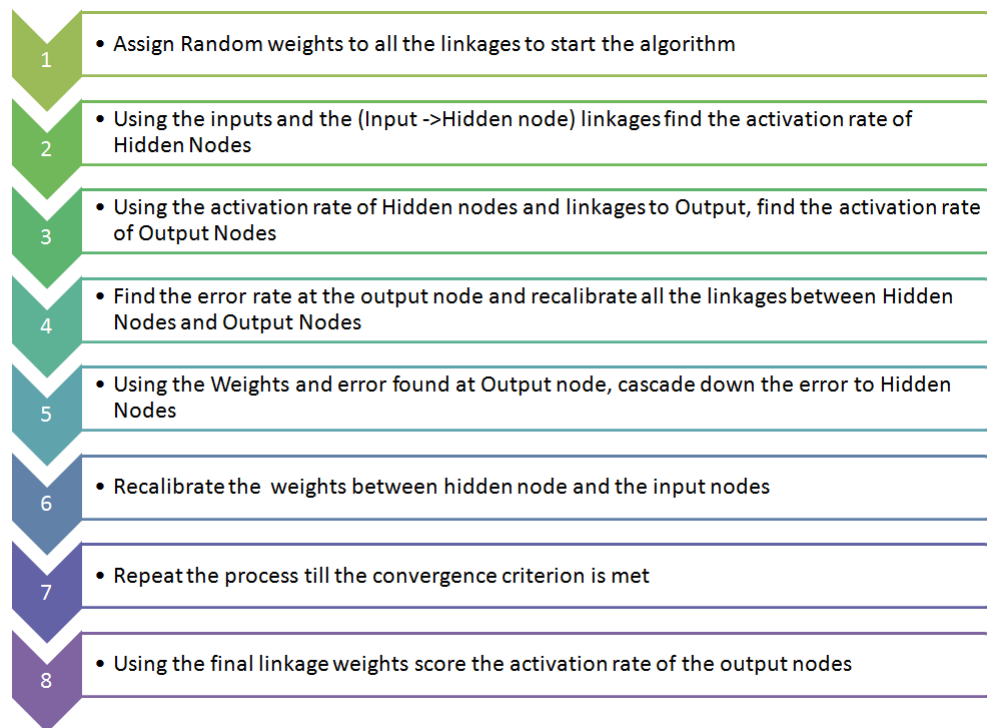 1
• Assign Random weights to all the linkages to start the algorithm
2
• Using the inputs and the (Input ->Hidden node) linkages find the activation rate of
Hidden Nodes
3
• Using the activation rate of Hidden nodes and linkages to Output, find the activation rate
of Output Nodes
4
• Find the error rate at the output node and recalibrate all the linkages between Hidden
Nodes and Output Nodes
5
• Using the Weights and error found at Output node, cascade down the error to Hidden
Nodes
6
• Recalibrate the weights between hidden node and the input nodes
7
• Repeat the process till the convergence criterion is met
8
• Using the final linkage weights score the activation rate of the output nodes